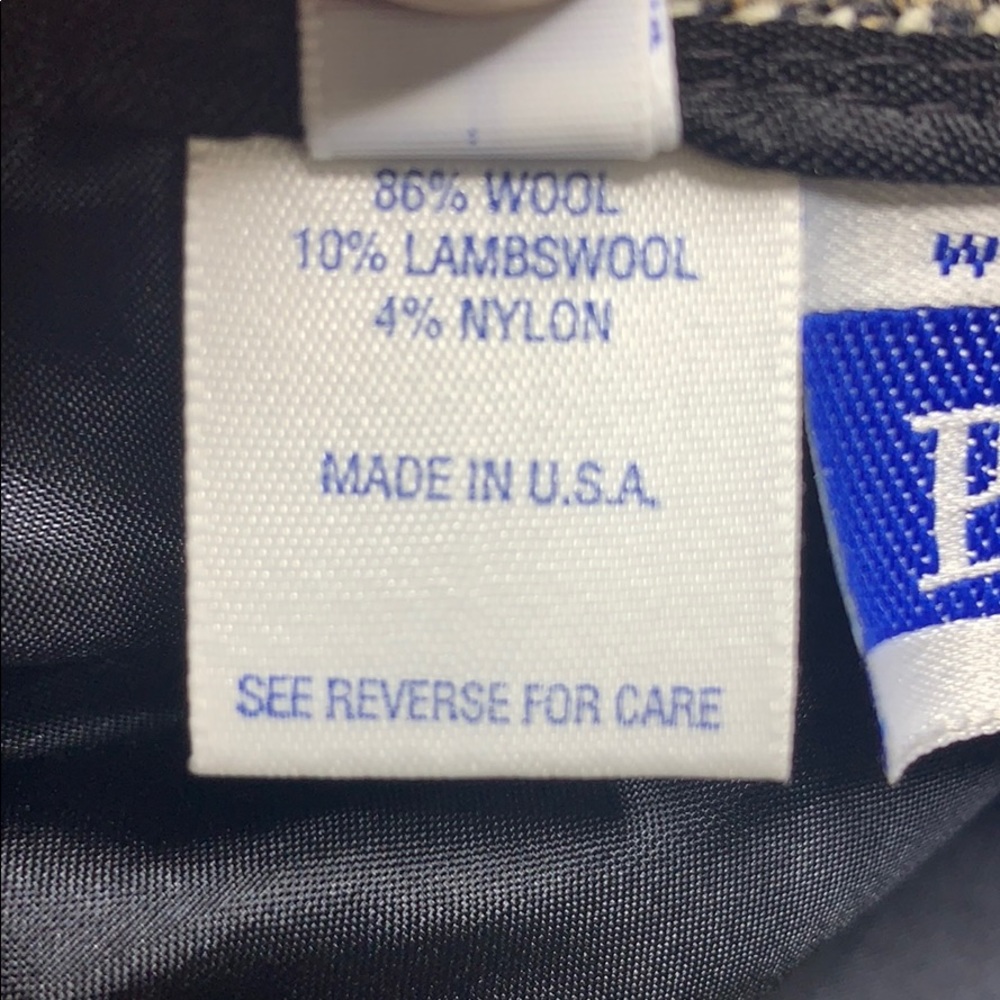 86% WOOL
10% LAMBSWOOL
4% NYLON
MADE IN U.S.A.
SEE REVERSE FOR CARE